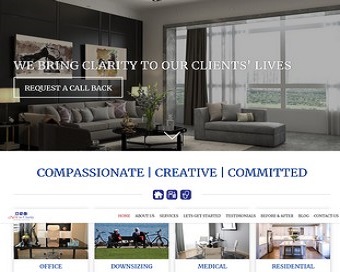 WE BRING CLARITY TO OUR CLIENTS' LIVES
REQUEST A CALL BACK
COMPASSIONATE | CREATIVE | COMMITTED
HOME ABOUT US SERVICES LETS GET STARTED TESTIMONIALS BEFORE & AFTER BLOG CONTACT US
OFFICE DOWNSIZING MEDICAL RESIDENTIAL